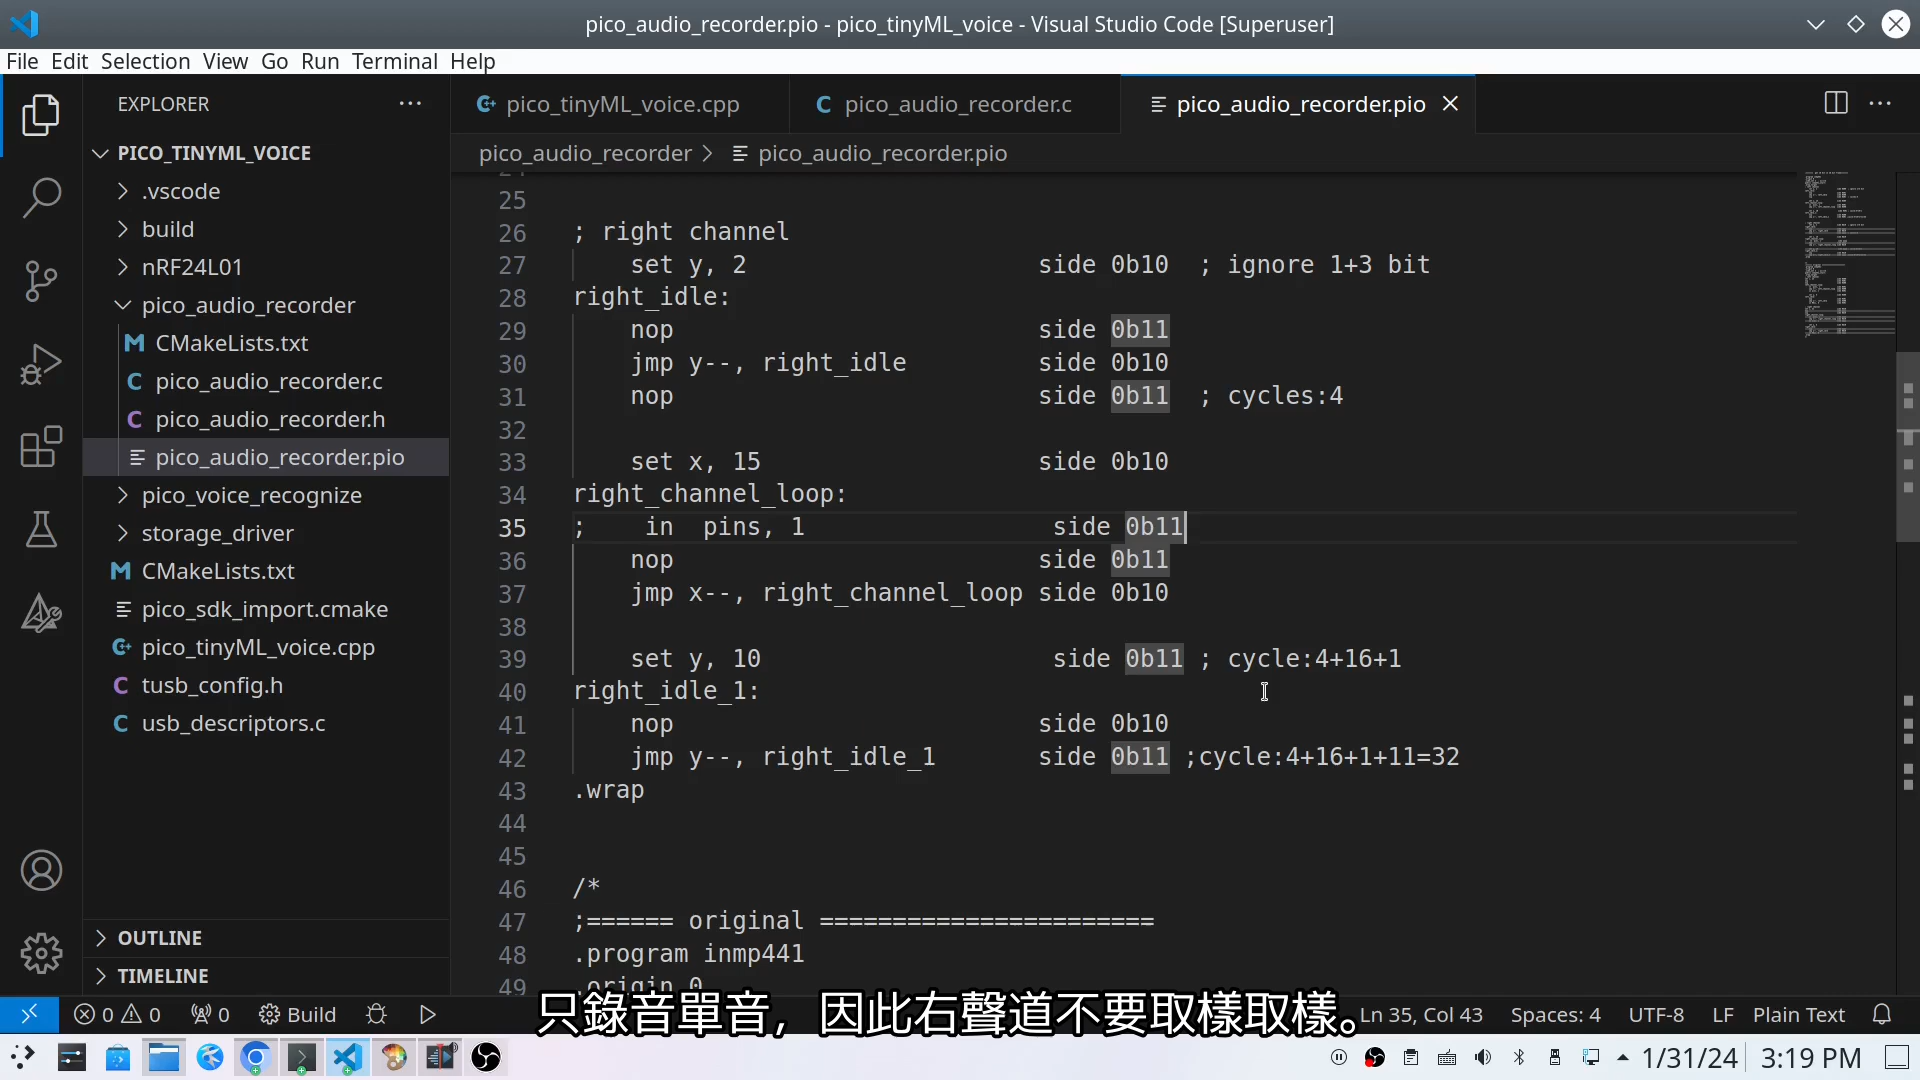 pico_audio_recorder.pio - pico_tinyML_voice - Visual Studio Code [Superuser]
File Edit Selection View Go Run Terminal Help
EXPLORER
PICO_TINYML_VOICE
.vscode
build
nRF24L01
pico_audio_recorder
CMakeLists.txt
pico_audio_recorder.c
pico_audio_recorder.h
pico_audio_recorder.pio
pico_voice_recognize
storage_driver
CMakeLists.txt
pico_sdk_import.cmake
pico_tinyML_voice.cpp
tusb_config.h
usb_descriptors.c
OUTLINE
TIMELINE
pico_tinyML_voice.cpp pico_audio_recorder.c pico_audio_recorder.pio
pico_audio_recorder > pico_audio_recorder.pio
25
26 ; right channel
27 set y, 2 side 0b10 ; ignore 1+3 bit
28 right_idle:
29 nop side 0b11
30 jmp y--, right_idle side 0b10
31 nop side 0b11 ; cycles:4
32
33 set x, 15 side 0b10
34 right_channel_loop:
35 ; in pins, 1 side 0b11
36 nop side 0b11
37 jmp x--, right_channel_loop side 0b10
38
39 set y, 10 side 0b11 ; cycle:4+16+1
40 right_idle_1:
41 nop side 0b10
42 jmp y--, right_idle_1 side 0b11 ;cycle:4+16+1+11=32
43 .wrap
44
45
46 /*
47 ;====== original =======================
48 .program inmp441
49 .origin 0
只錄音單音，因此右聲道不要取樣取樣。
0 0 0 Build Ln 35, Col 43 Spaces: 4 UTF-8 LF Plain Text
1/31/24 3:19 PM